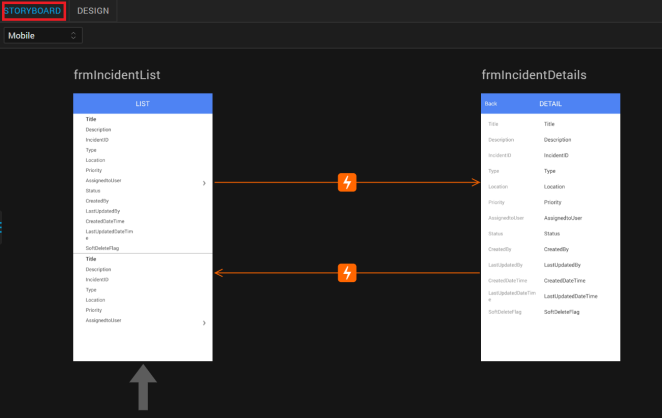 STORYBOARD DESIGN
Mobile
frmIncidentList
LIST
Title
Description
IncidentID
Type
Location
Priority
AssignedtoUser
Status
CreatedBy
LastUpdatedBy
CreatedDateTime
LastUpdatedDateTim
e
SoftDeleteFlag
Title
Description
IncidentID
Type
Location
Priority
AssignedtoUser
frmIncidentDetails
Back DETAIL
Title Title
Description Description
IncidentID IncidentID
Type Type
Location Location
Priority Priority
AssignedtoUser AssignedtoUser
Status Status
CreatedBy CreatedBy
LastUpdatedBy LastUpdatedBy
CreatedDateTime CreatedDateTime
LastUpdatedDateTim LastUpdatedDateTime
e
SoftDeleteFlag SoftDeleteFlag